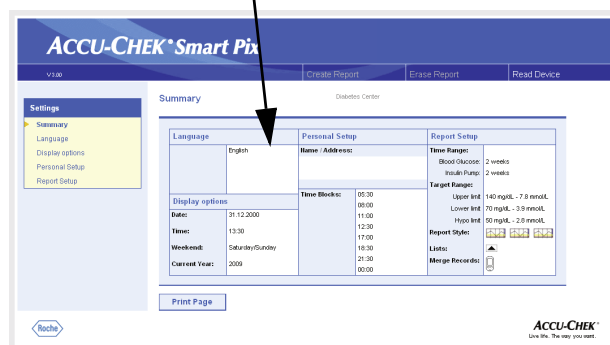 ACCU-CHEK® Smart Pix
V 3.00
Create Report
Erase Report
Read Device
Settings
Summary
Language
Display options
Personal Setup
Report Setup
Summary
Diabetes Center
Language
English
Display options
Date: 31.12.2000
Time: 13:30
Weekend: Saturday/Sunday
Current Year: 2009
Personal Setup
Name / Address:
Time Blocks: 05:30
08:00
11:00
12:30
17:00
18:30
21:30
00:00
Report Setup
Time Range:
Blood Glucose: 2 weeks
Insulin Pump: 2 weeks
Target Range:
Upper limit 140 mg/dL - 7.8 mmol/L
Lower limit 70 mg/dL - 3.9 mmol/L
Hypo limit 50 mg/dL - 2.8 mmol/L
Report Style:
Lists:
Merge Records:
Print Page
Roche
ACCU-CHEK®
Live life. The way you want.